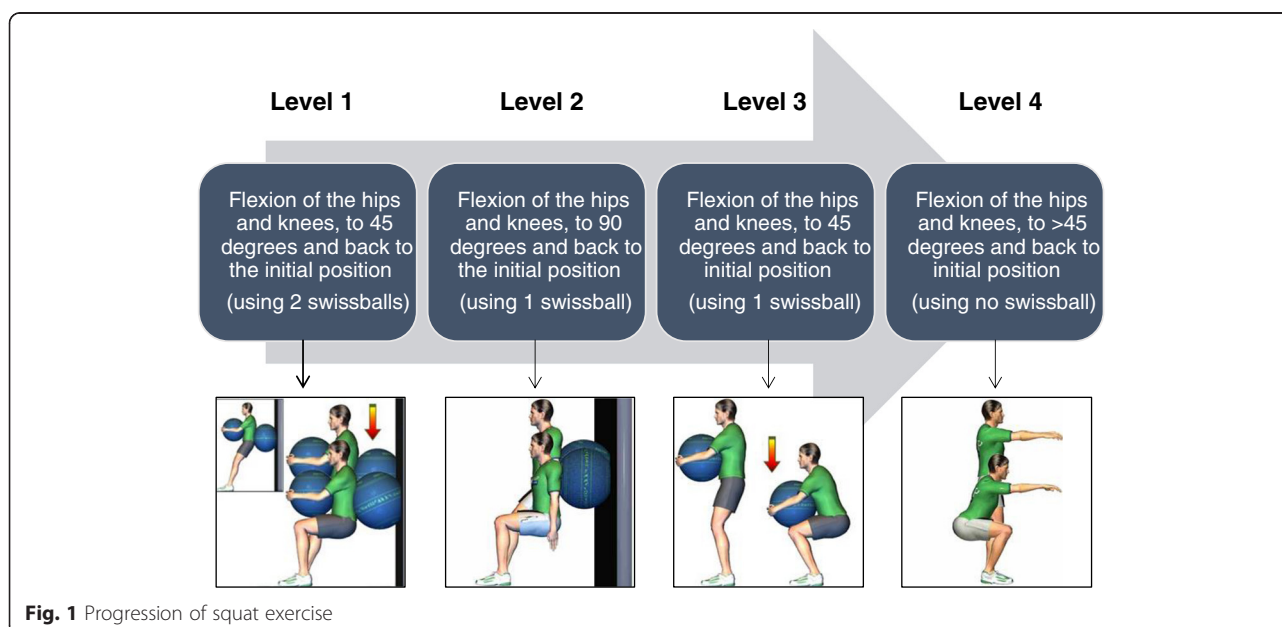 Level 1
Level 2
Level 3
Level 4
Flexion of the hips
and knees, to 45
degrees and back to
the initial position
(using 2 swissballs)
Flexion of the hips
and knees, to 90
degrees and back to
the initial position
(using 1 swissball)
Flexion of the hips
and knees, to 45
degrees and back to
initial position
(using 1 swissball)
Flexion of the hips
and knees, to >45
degrees and back to
initial position
(using no swissball)
Fig. 1 Progression of squat exercise